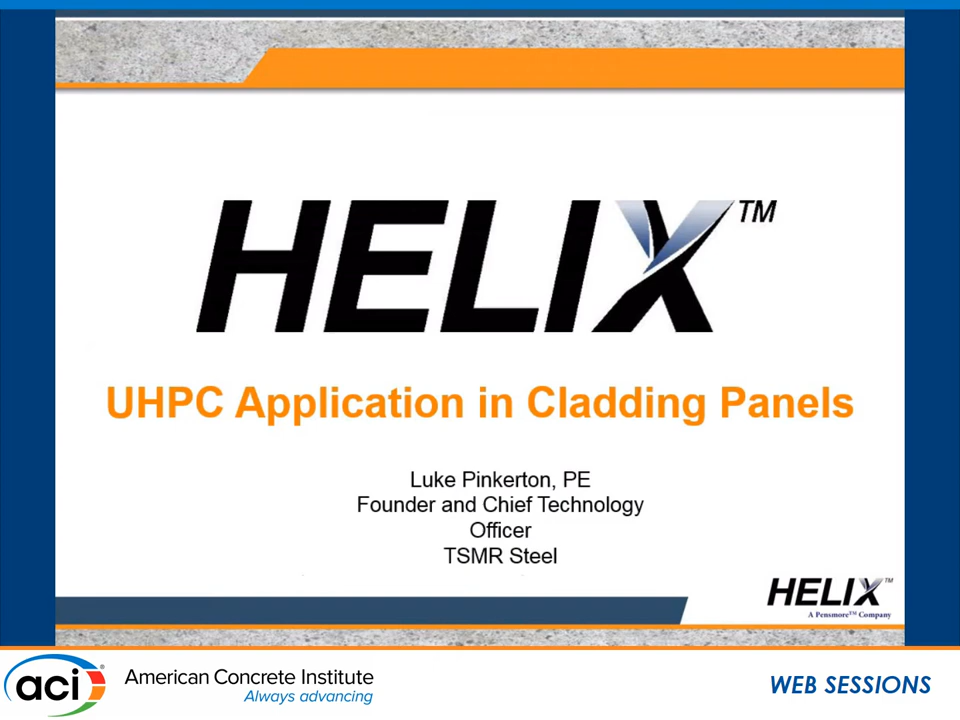 HELIX™
UHPC Application in Cladding Panels
Luke Pinkerton, PE
Founder and Chief Technology
Officer
TSMR Steel
HELIX™
A Pensmore™ Company
aci®
American Concrete Institute
Always advancing
WEB SESSIONS